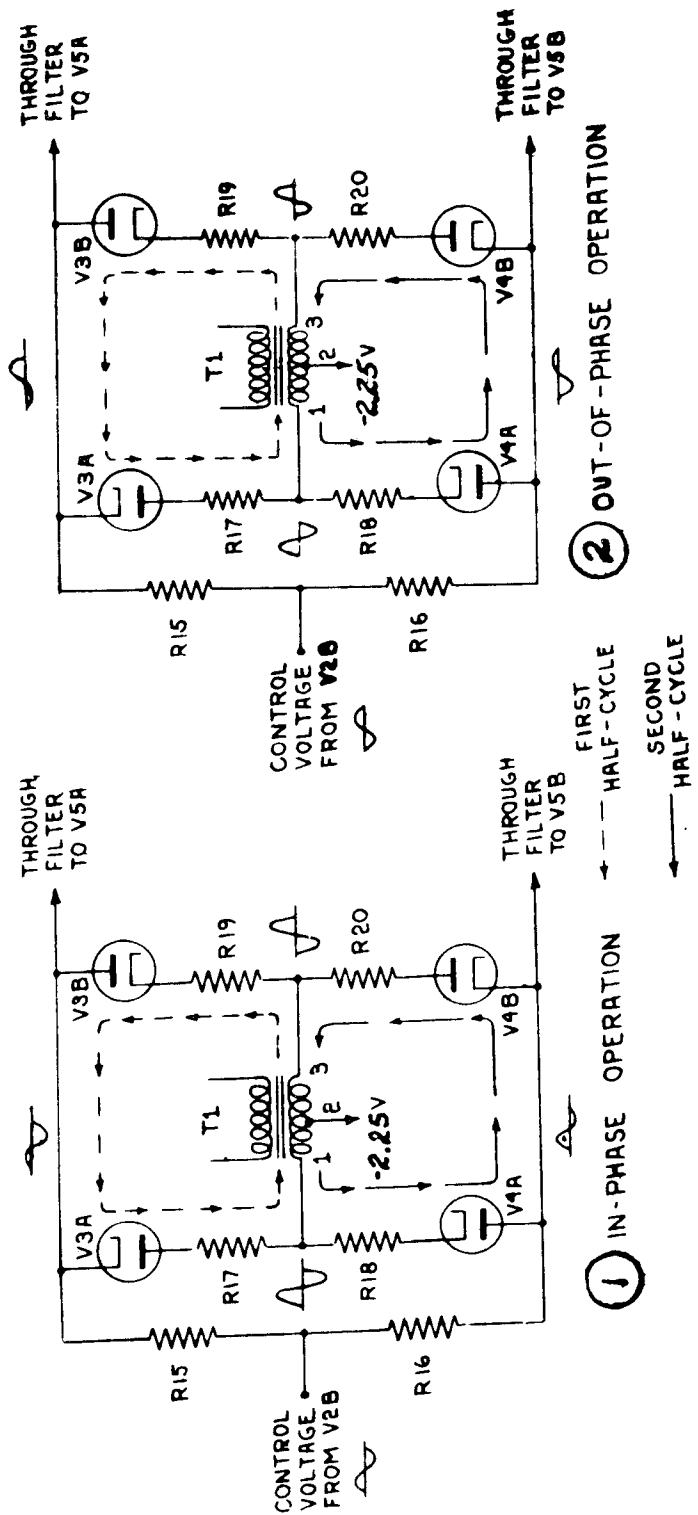 THROUGH
FILTER
TO V5A
V3A
V3B
R15
R17
R19
T1
CONTROL
VOLTAGE
FROM V2B
1
2
3
-2.25V
R16
R18
R20
V4A
V4B
THROUGH
FILTER
TO V5B
1 IN-PHASE OPERATION
THROUGH
FILTER
TO V5A
V3A
V3B
R15
R17
R19
T1
CONTROL
VOLTAGE
FROM V2B
1
2
3
-2.25V
R16
R18
R20
V4A
V4B
THROUGH
FILTER
TO V5B
2 OUT-OF-PHASE OPERATION
FIRST
HALF-CYCLE
SECOND
HALF-CYCLE